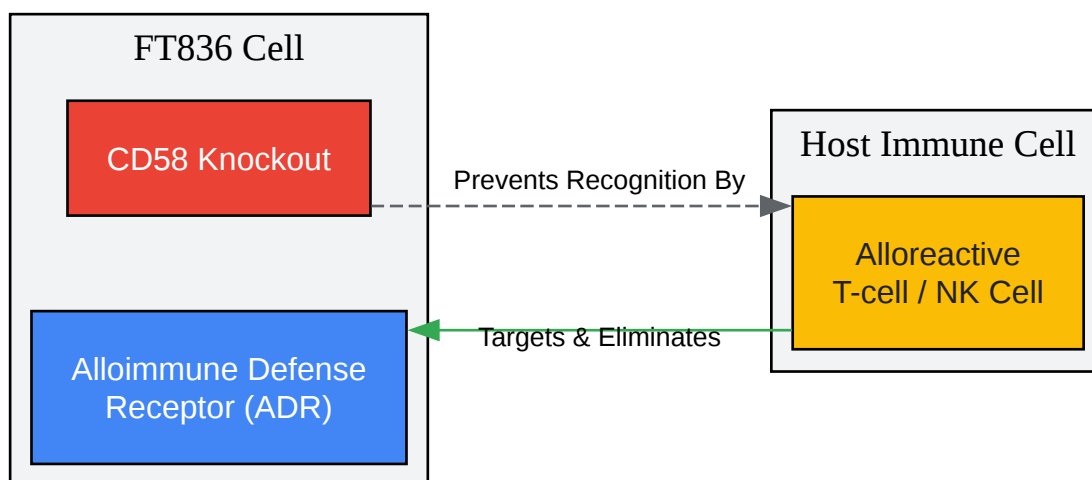 FT836 Cell
CD58 Knockout
Prevents Recognition By
Host Immune Cell
Alloreactive
T-cell / NK Cell
Targets & Eliminates
Alloimmune Defense
Receptor (ADR)